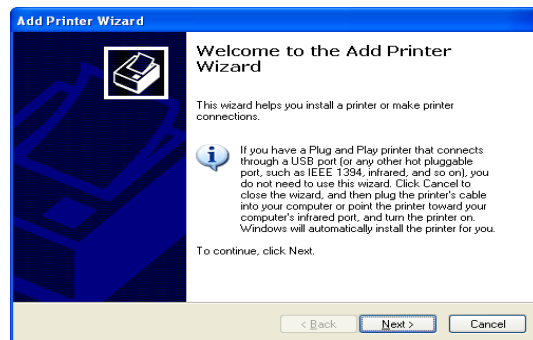 Add Printer Wizard
Welcome to the Add Printer
Wizard
This wizard helps you install a printer or make printer
connections.
If you have a Plug and Play printer that connects
through a USB port (or any other hot pluggable
port, such as IEEE 1394, infrared, and so on), you
do not need to use this wizard. Click Cancel to
close the wizard, and then plug the printer's cable
into your computer or point the printer toward your
computer's infrared port, and turn the printer on.
Windows will automatically install the printer for you.
To continue, click Next.
< Back Next > Cancel